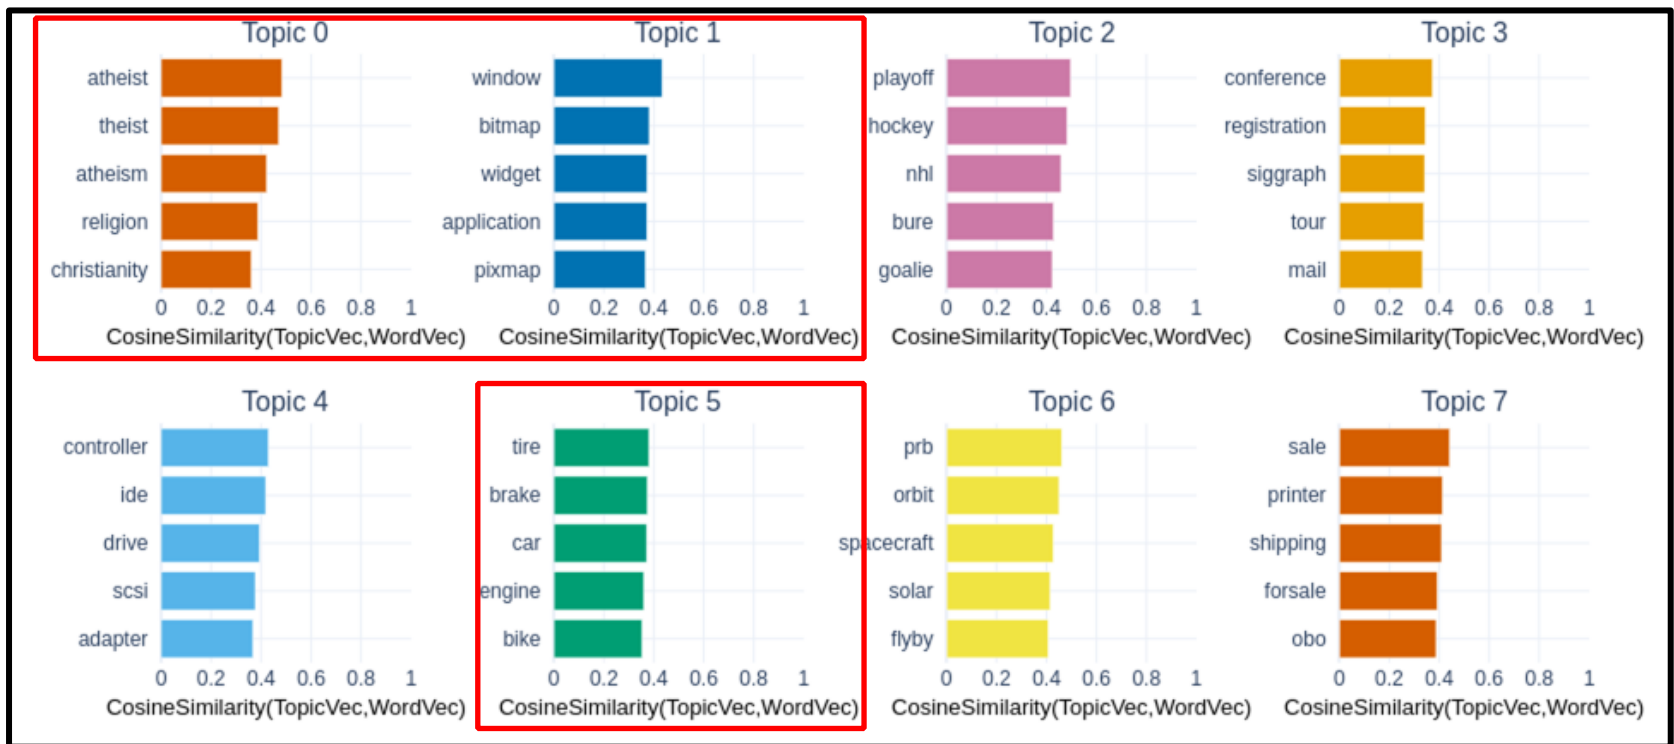 Topic 0
atheist
theist
atheism
religion
christianity
0 0.2 0.4 0.6 0.8 1
CosineSimilarity(TopicVec,WordVec)
Topic 1
window
bitmap
widget
application
pixmap
0 0.2 0.4 0.6 0.8 1
CosineSimilarity(TopicVec,WordVec)
Topic 2
playoff
hockey
nhl
bure
goalie
0 0.2 0.4 0.6 0.8 1
CosineSimilarity(TopicVec,WordVec)
Topic 3
conference
registration
siggraph
tour
mail
0 0.2 0.4 0.6 0.8 1
CosineSimilarity(TopicVec,WordVec)
Topic 4
controller
ide
drive
scsi
adapter
0 0.2 0.4 0.6 0.8 1
CosineSimilarity(TopicVec,WordVec)
Topic 5
tire
brake
car
engine
bike
0 0.2 0.4 0.6 0.8 1
CosineSimilarity(TopicVec,WordVec)
Topic 6
prb
orbit
spacecraft
solar
flyby
0 0.2 0.4 0.6 0.8 1
CosineSimilarity(TopicVec,WordVec)
Topic 7
sale
printer
shipping
forsale
obo
0 0.2 0.4 0.6 0.8 1
CosineSimilarity(TopicVec,WordVec)